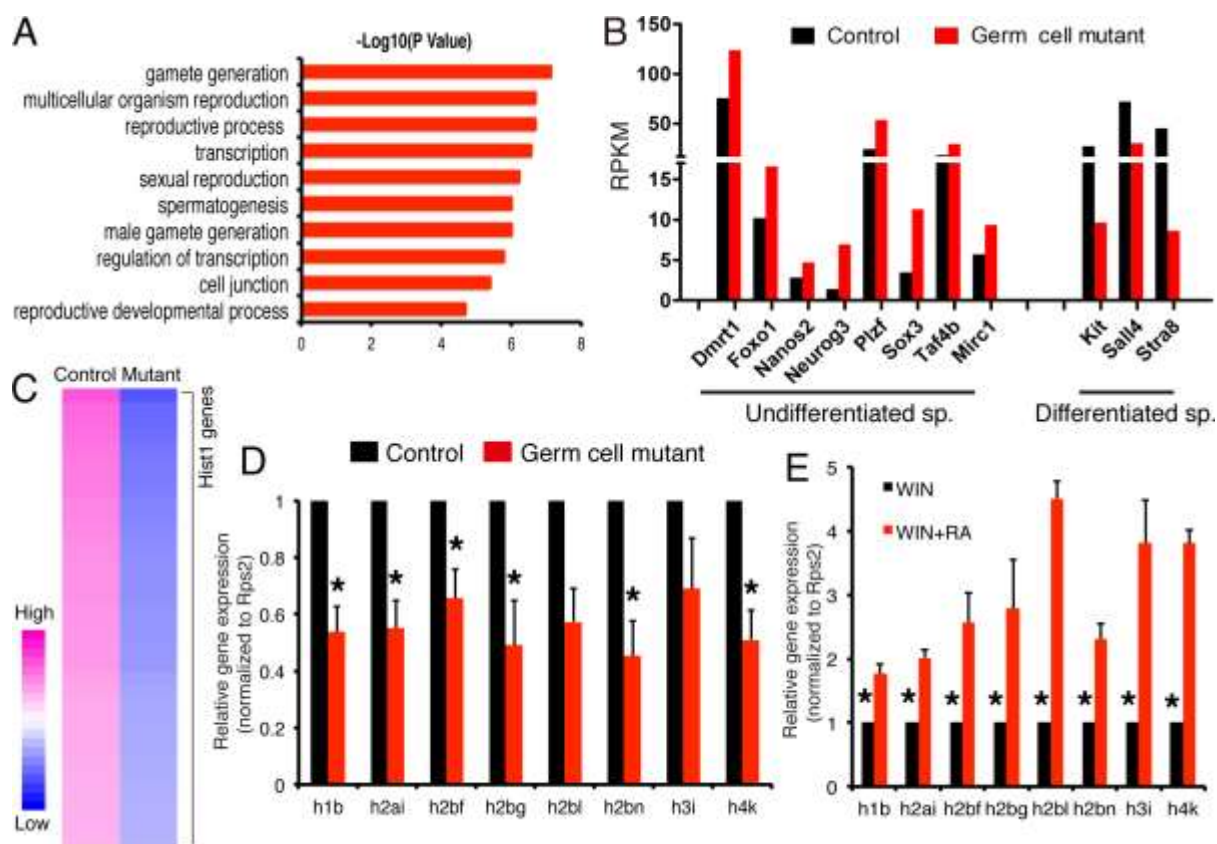 A
-Log10(P Value)
gamete generation
multicellular organism reproduction
reproductive process
transcription
sexual reproduction
spermatogenesis
male gamete generation
regulation of transcription
cell junction
reproductive developmental process
0 2 4 6 8
B
Control Germ cell mutant
RPKM
150
100
50
15
10
5
0
Dmrt1 Foxo1 Nanos2 Neurog3 Plzf Sox3 Taf4b Mirc1 Kit Sall4 Stra8
Undifferentiated sp. Differentiated sp.
C
Control Mutant
Hist1 genes
High
Low
D
Control Germ cell mutant
Relative gene expression
(normalized to Rps2)
1
0.8
0.6
0.4
0.2
0
* * * * * *
h1b h2ai h2bf h2bg h2bl h2bn h3i h4k
E
WIN
WIN+RA
Relative gene expression
(normalized to Rps2)
5
4
3
2
1
0
* * * * * * * *
h1b h2ai h2bf h2bg h2bl h2bn h3i h4k